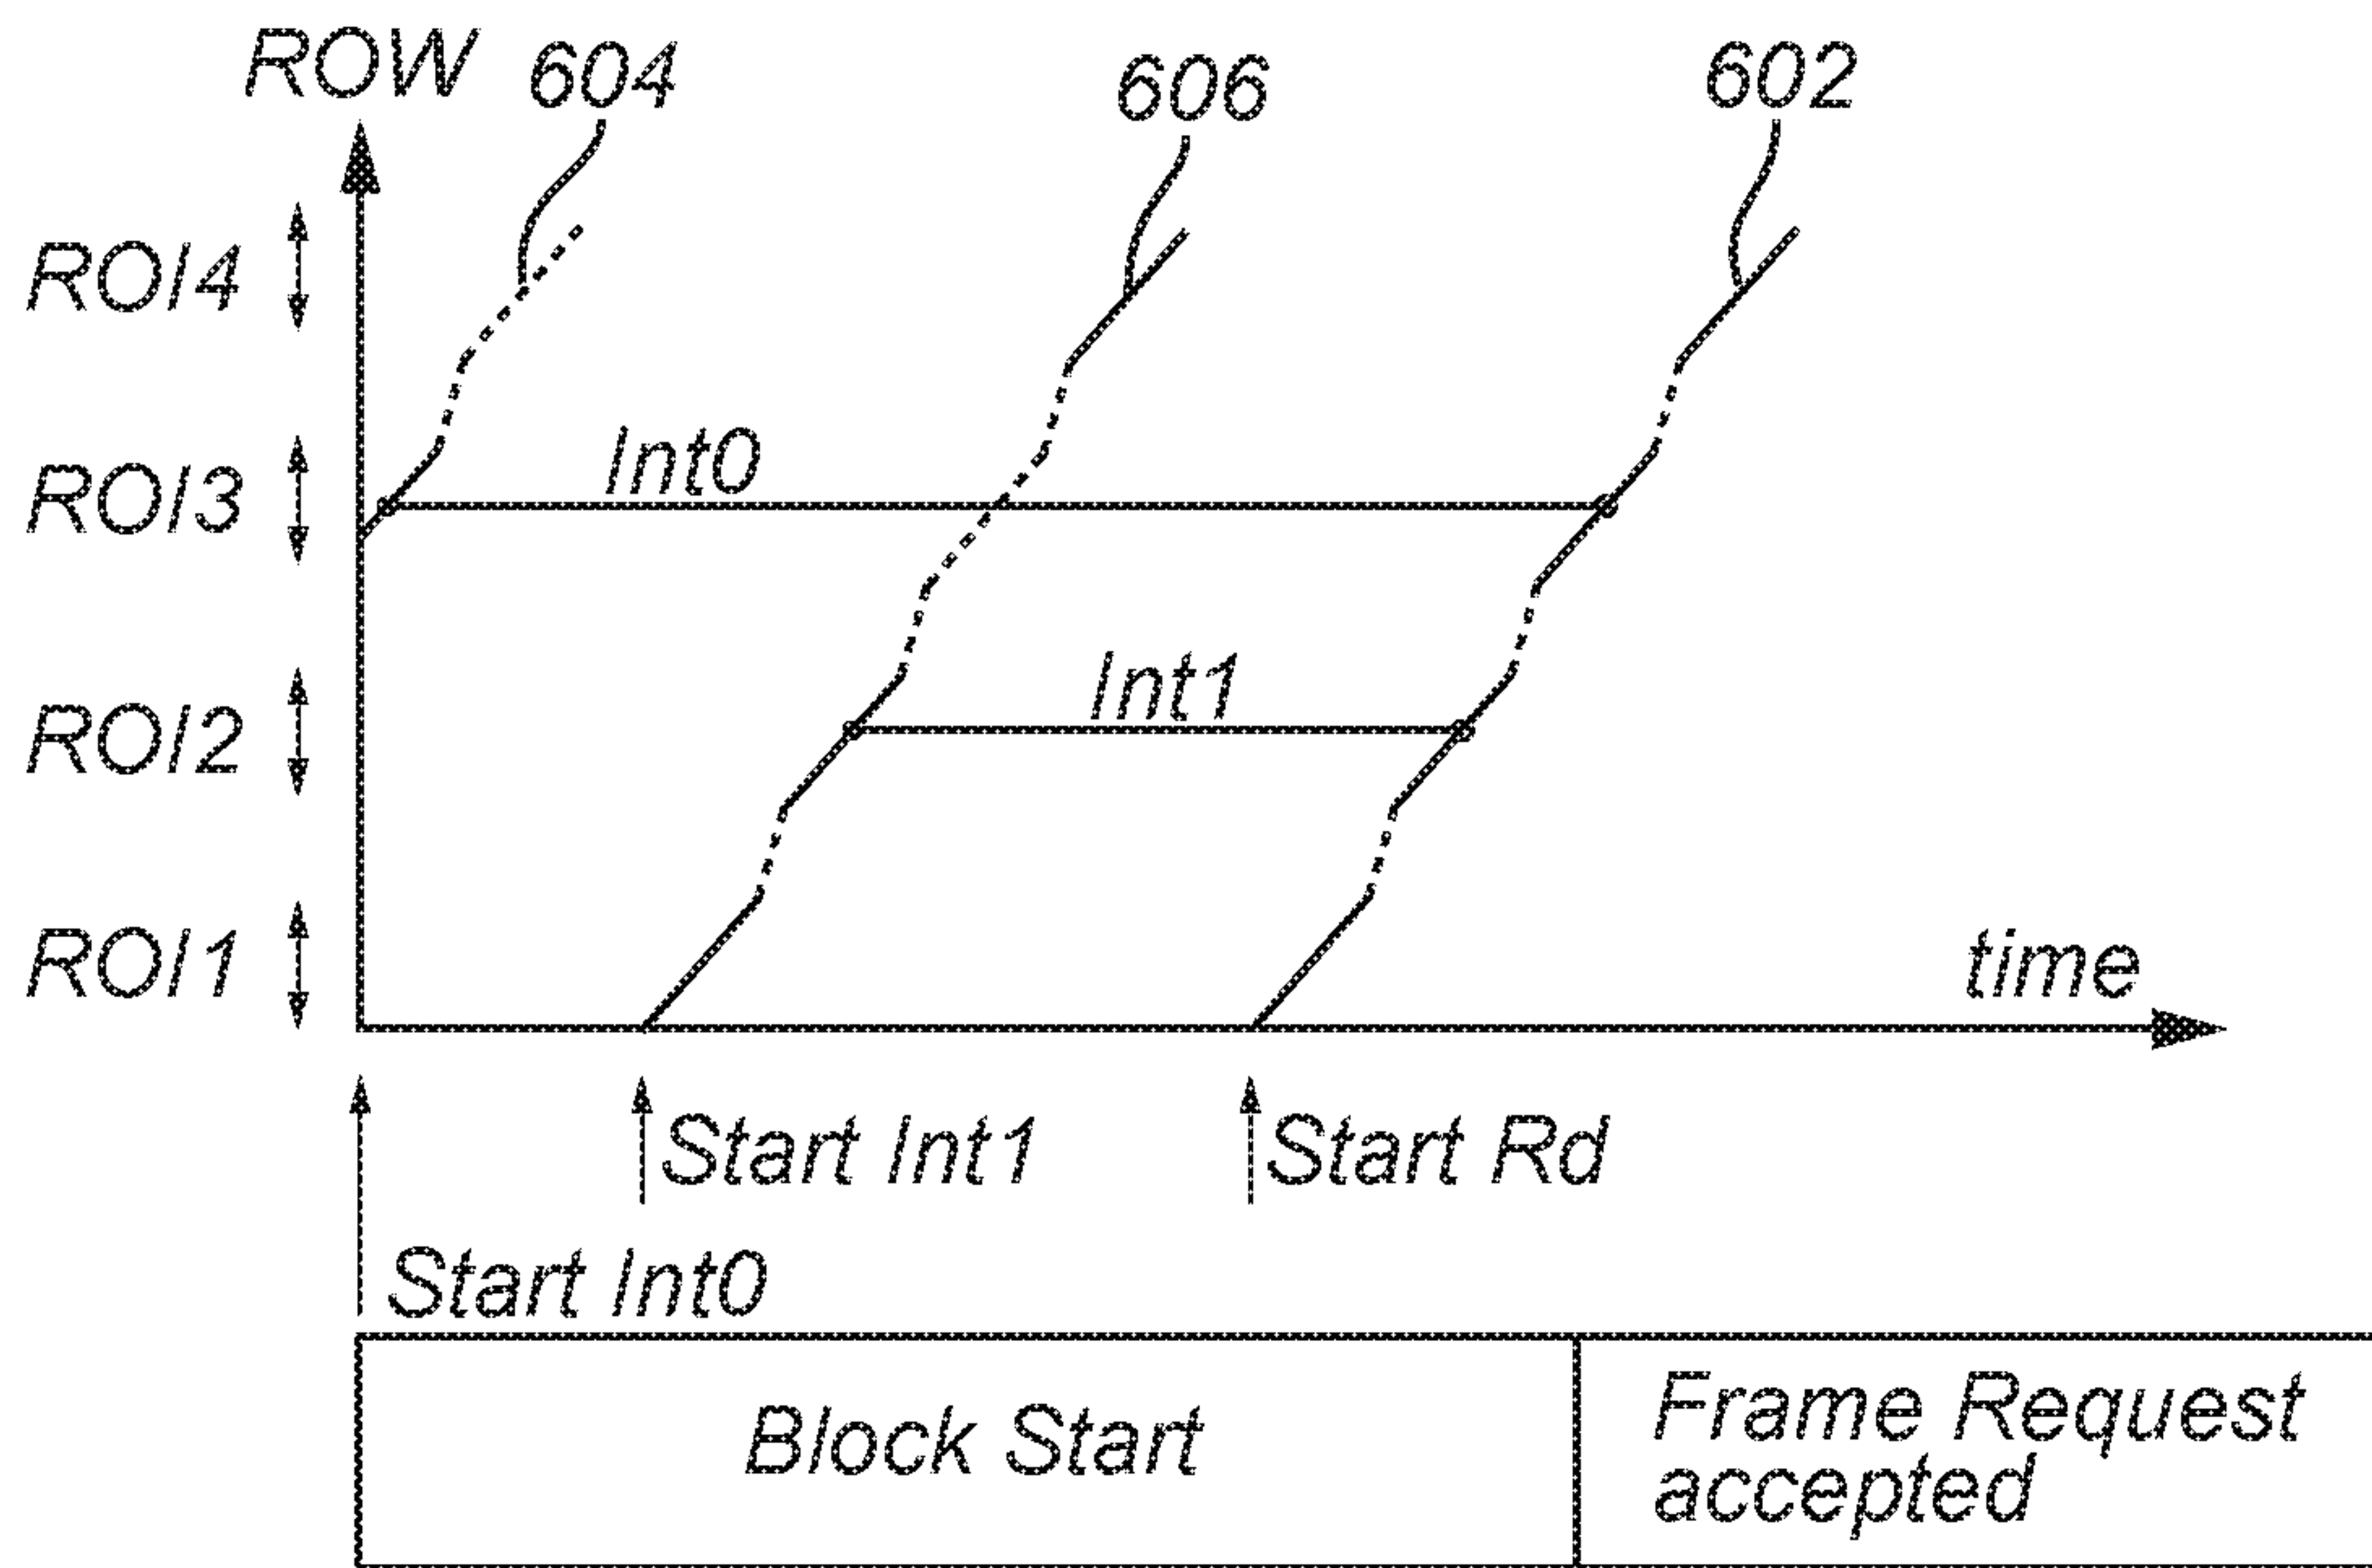 ROW 604 606 602
ROI4
Int0
ROI3
Int1
ROI2
ROI1
time
Start Int1
Start Rd
Start Int0
Block Start
Frame Request
accepted